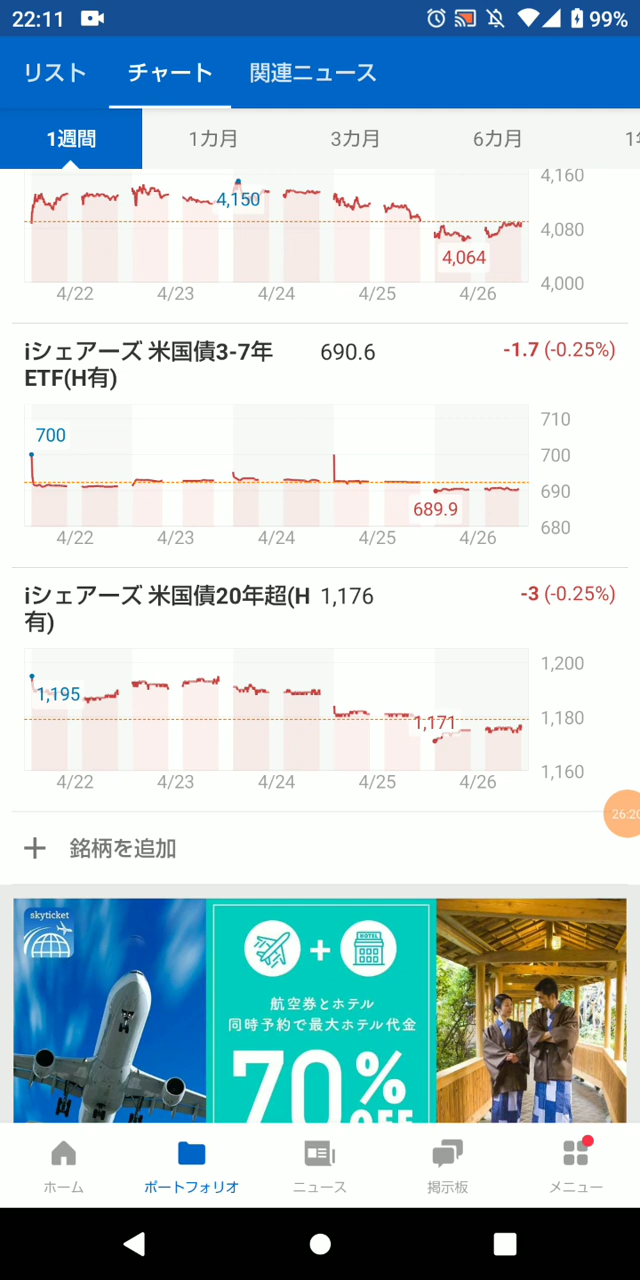 22:11
99%
リスト
チャート
関連ニュース
1週間
1カ月
3カ月
6カ月
4,160
4,150
4,080
4,064
4,000
4/22
4/23
4/24
4/25
4/26
iシェアーズ 米国債3-7年
ETF(H有)
690.6
-1.7 (-0.25%)
710
700
700
690
689.9
680
4/22
4/23
4/24
4/25
4/26
iシェアーズ 米国債20年超(H
有)
1,176
-3 (-0.25%)
1,200
1,195
1,180
1,171
1,160
4/22
4/23
4/24
4/25
4/26
26:20
銘柄を追加
skyticket
HOTEL
航空券とホテル
同時予約で最大ホテル代金
70%
OFF
ホーム
ポートフォリオ
ニュース
掲示板
メニュー